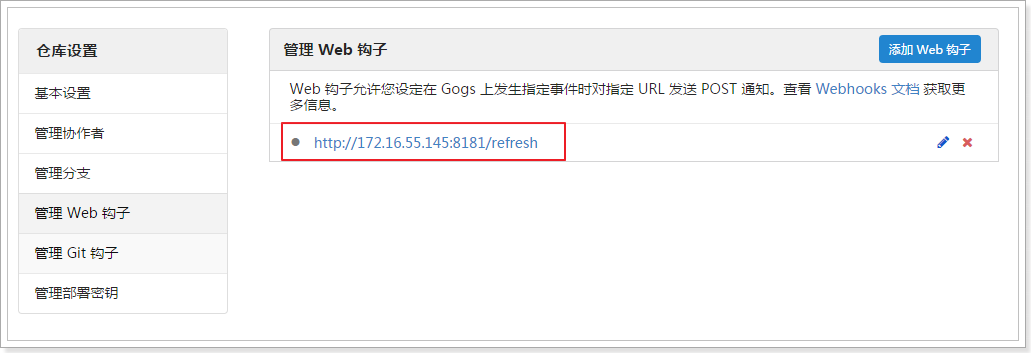 仓库设置
基本设置
管理协作者
管理分支
管理 Web 钩子
管理 Git 钩子
管理部署密钥
管理 Web 钩子
添加 Web 钩子
Web 钩子允许您设定在 Gogs 上发生指定事件时对指定 URL 发送 POST 通知。查看 Webhooks 文档 获取更
多信息。
http://172.16.55.145:8181/refresh